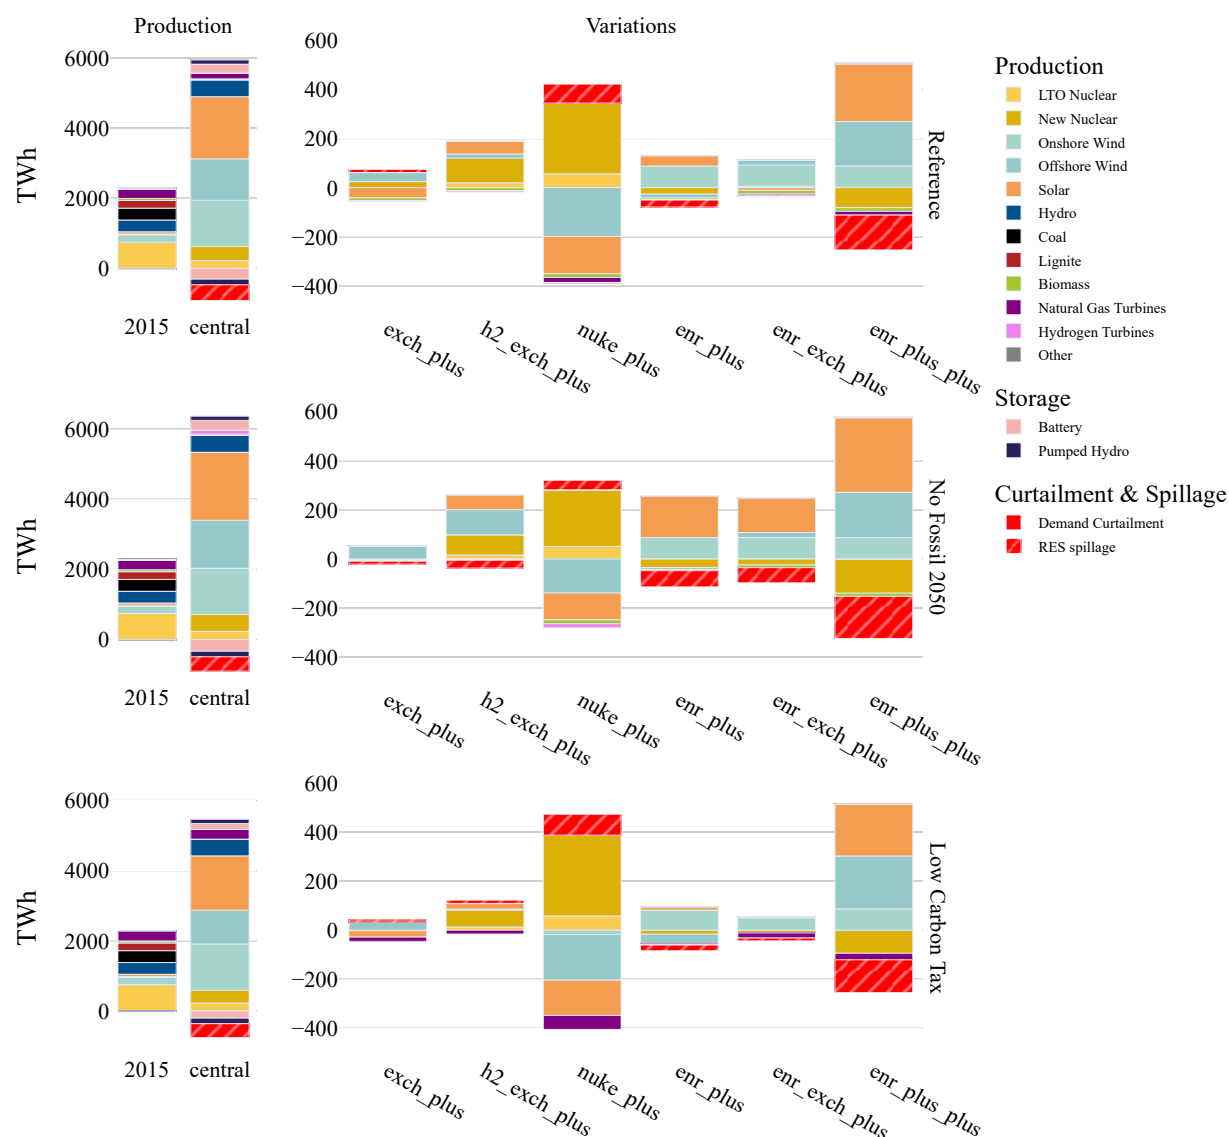 Production
Variations
6000
4000
2000
0
TWh
2015
central
600
400
200
0
−200
−400
exch_plus
h2_exch_plus
nuke_plus
enr_plus
enr_exch_plus
enr_plus_plus
Reference
6000
4000
2000
0
TWh
2015
central
600
400
200
0
−200
−400
exch_plus
h2_exch_plus
nuke_plus
enr_plus
enr_exch_plus
enr_plus_plus
No Fossil 2050
6000
4000
2000
0
TWh
2015
central
600
400
200
0
−200
−400
exch_plus
h2_exch_plus
nuke_plus
enr_plus
enr_exch_plus
enr_plus_plus
Low Carbon Tax
Production
LTO Nuclear
New Nuclear
Onshore Wind
Offshore Wind
Solar
Hydro
Coal
Lignite
Biomass
Natural Gas Turbines
Hydrogen Turbines
Other
Storage
Battery
Pumped Hydro
Curtailment & Spillage
Demand Curtailment
RES spillage